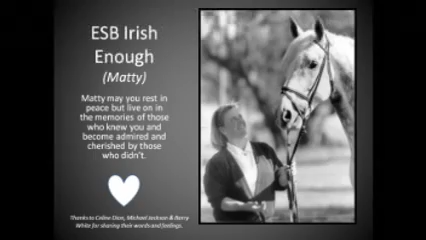 ESB Irish
Enough
(Matty)
Matty may you rest in
peace but live on in
the memories of those
who knew you and
become admired and
cherished by those
who didn't.
Thanks to Celine Dion, Michael Jackson & Barry
White for sharing their words and feelings.